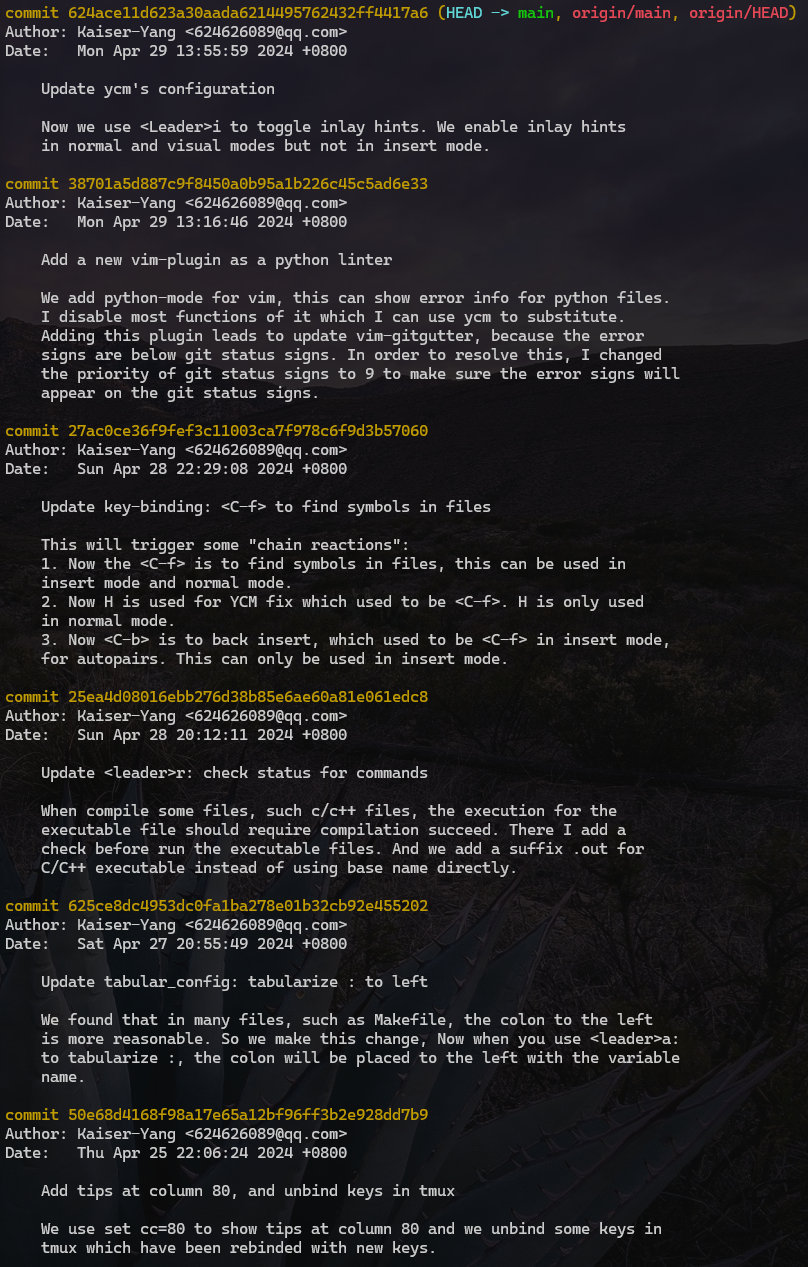 commit 624ace11d623a30aada6214495762432ff4417a6 (HEAD -> main, origin/main, origin/HEAD)
Author: Kaiser-Yang <624626089@qq.com>
Date:   Mon Apr 29 13:55:59 2024 +0800

    Update ycm's configuration

    Now we use <Leader>i to toggle inlay hints. We enable inlay hints
    in normal and visual modes but not in insert mode.

commit 38701a5d887c9f8450a0b95a1b226c45c5ad6e33
Author: Kaiser-Yang <624626089@qq.com>
Date:   Mon Apr 29 13:16:46 2024 +0800

    Add a new vim-plugin as a python linter

    We add python-mode for vim, this can show error info for python files.
    I disable most functions of it which I can use ycm to substitute.
    Adding this plugin leads to update vim-gitgutter, because the error
    signs are below git status signs. In order to resolve this, I changed
    the priority of git status signs to 9 to make sure the error signs will
    appear on the git status signs.

commit 27ac0ce36f9fef3c11003ca7f978c6f9d3b57060
Author: Kaiser-Yang <624626089@qq.com>
Date:   Sun Apr 28 22:29:08 2024 +0800

    Update key-binding: <C-f> to find symbols in files

    This will trigger some "chain reactions":
    1. Now the <C-f> is to find symbols in files, this can be used in
    insert mode and normal mode.
    2. Now H is used for YCM fix which used to be <C-f>. H is only used
    in normal mode.
    3. Now <C-b> is to back insert, which used to be <C-f> in insert mode,
    for autopairs. This can only be used in insert mode.

commit 25ea4d08016ebb276d38b85e6ae60a81e061edc8
Author: Kaiser-Yang <624626089@qq.com>
Date:   Sun Apr 28 20:12:11 2024 +0800

    Update <leader>r: check status for commands

    When compile some files, such c/c++ files, the execution for the
    executable file should require compilation succeed. There I add a
    check before run the executable files. And we add a suffix .out for
    C/C++ executable instead of using base name directly.

commit 625ce8dc4953dc0fa1ba278e01b32cb92e455202
Author: Kaiser-Yang <624626089@qq.com>
Date:   Sat Apr 27 20:55:49 2024 +0800

    Update tabular_config: tabularize : to left

    We found that in many files, such as Makefile, the colon to the left
    is more reasonable. So we make this change, Now when you use <leader>a:
    to tabularize :, the colon will be placed to the left with the variable
    name.

commit 50e68d4168f98a17e65a12bf96ff3b2e928dd7b9
Author: Kaiser-Yang <624626089@qq.com>
Date:   Thu Apr 25 22:06:24 2024 +0800

    Add tips at column 80, and unbind keys in tmux

    We use set cc=80 to show tips at column 80 and we unbind some keys in
    tmux which have been rebinded with new keys.